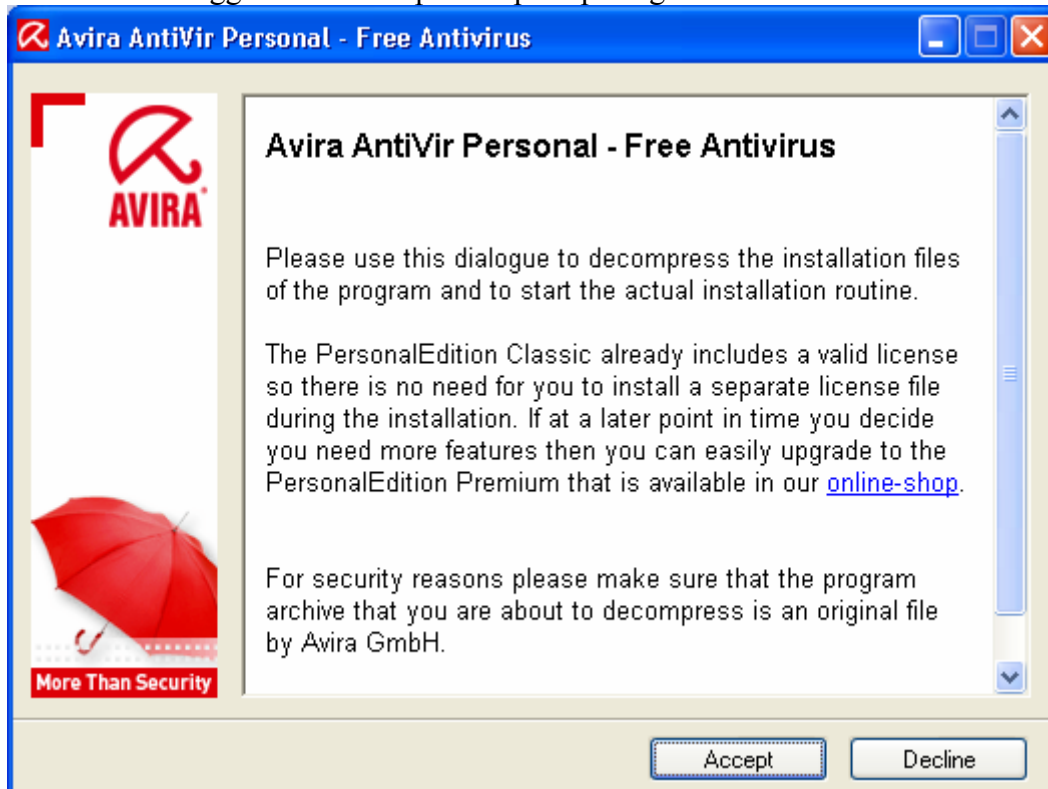 Avira AntiVir Personal - Free Antivirus
AVIRA
More Than Security
Avira AntiVir Personal - Free Antivirus
Please use this dialogue to decompress the installation files
of the program and to start the actual installation routine.
The PersonalEdition Classic already includes a valid license
so there is no need for you to install a separate license file
during the installation. If at a later point in time you decide
you need more features then you can easily upgrade to the
PersonalEdition Premium that is available in our online-shop.
For security reasons please make sure that the program
archive that you are about to decompress is an original file
by Avira GmbH.
Accept
Decline